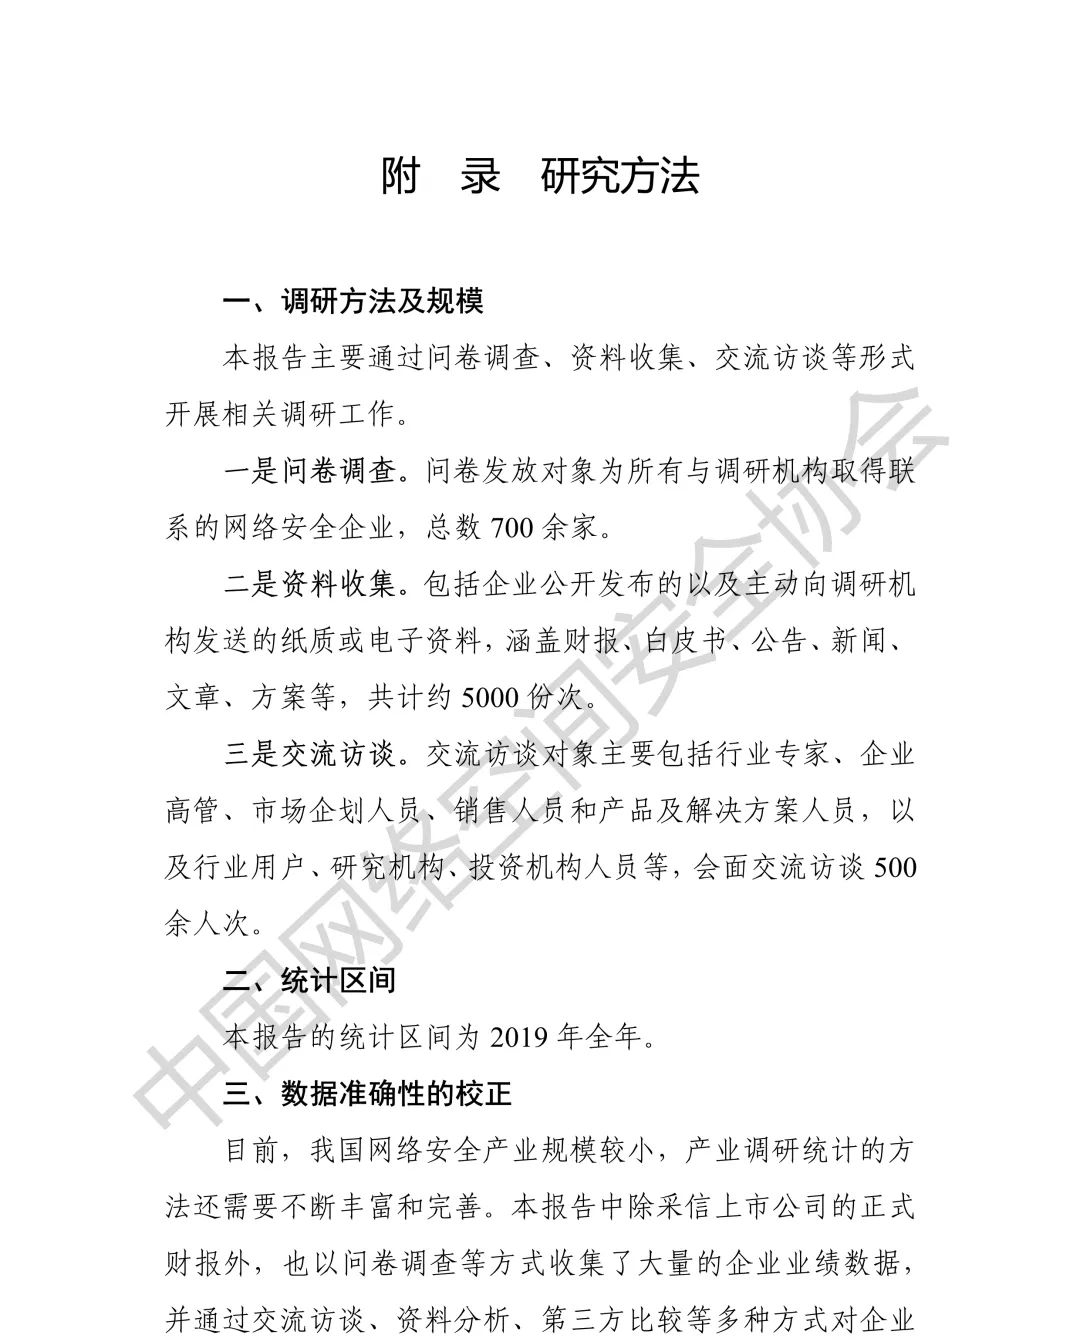 附 录 研究方法
一、调研方法及规模
本报告主要通过问卷调查、资料收集、交流访谈等形式
开展相关调研工作。
一是问卷调查。问卷发放对象为所有与调研机构取得联
系的网络安全企业，总数 700 余家。
二是资料收集。包括企业公开发布的以及主动向调研机
构发送的纸质或电子资料，涵盖财报、白皮书、公告、新闻、
文章、方案等，共计约 5000 份次。
三是交流访谈。交流访谈对象主要包括行业专家、企业
高管、市场企划人员、销售人员和产品及解决方案人员，以
及行业用户、研究机构、投资机构人员等，会面交流访谈 500
余人次。
二、统计区间
本报告的统计区间为 2019 年全年。
三、数据准确性的校正
目前，我国网络安全产业规模较小，产业调研统计的方
法还需要不断丰富和完善。本报告中除采信上市公司的正式
财报外，也以问卷调查等方式收集了大量的企业业绩数据，
并通过交流访谈、资料分析、第三方比较等多种方式对企业
中国网络空间安全协会